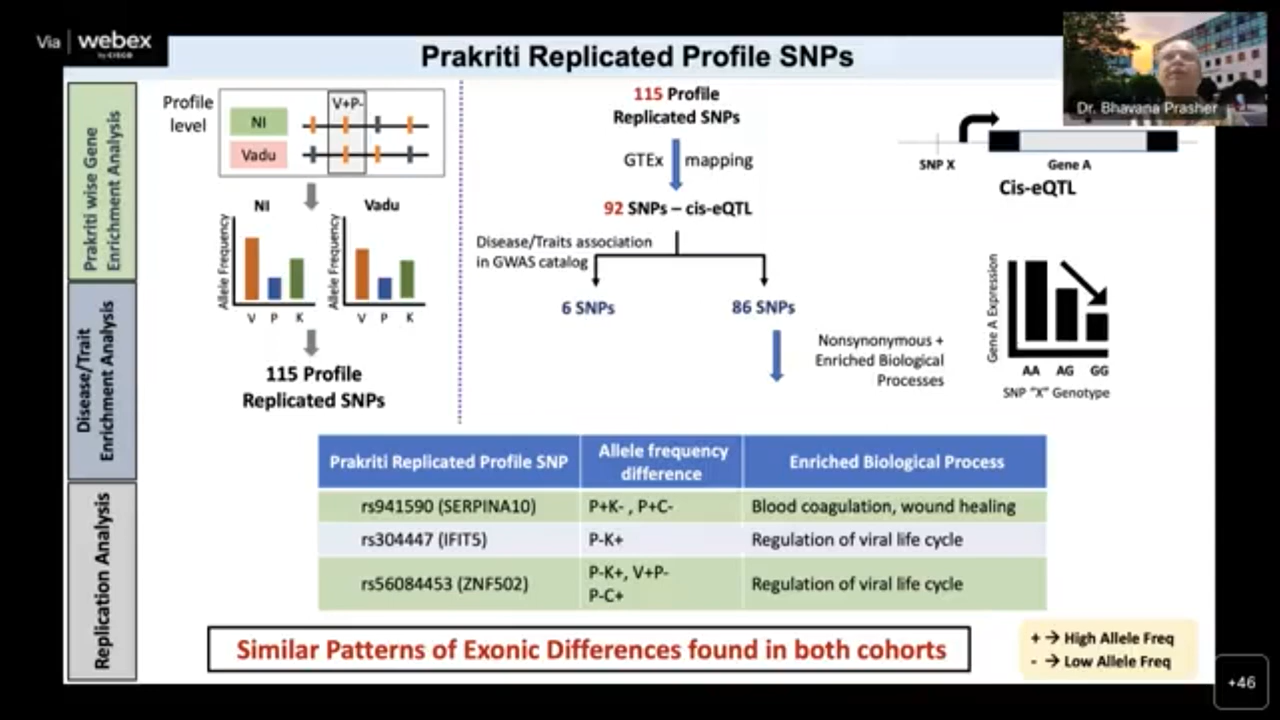 Via webex
by CISCO
Prakriti Replicated Profile SNPs
Dr. Bhavana Prasher
Prakriti wise Gene
Enrichment Analysis
Disease/Trait
Enrichment Analysis
Replication Analysis
Profile
level
V+P-
NI
Vadu
NI
Vadu
Allele Frequency
V P K
Allele Frequency
V P K
115 Profile
Replicated SNPs
115 Profile
Replicated SNPs
GTEx mapping
92 SNPs – cis-eQTL
Disease/Traits association
in GWAS catalog
6 SNPs
86 SNPs
Nonsynonymous +
Enriched Biological
Processes
SNP X
Gene A
Cis-eQTL
Gene A Expression
AA AG GG
SNP "X" Genotype
Prakriti Replicated Profile SNP
Allele frequency
difference
Enriched Biological Process
rs941590 (SERPINA10)
P+K- , P+C-
Blood coagulation, wound healing
rs304447 (IFIT5)
P-K+
Regulation of viral life cycle
rs56084453 (ZNF502)
P-K+, V+P-
P-C+
Regulation of viral life cycle
Similar Patterns of Exonic Differences found in both cohorts
+ → High Allele Freq
- → Low Allele Freq
+46